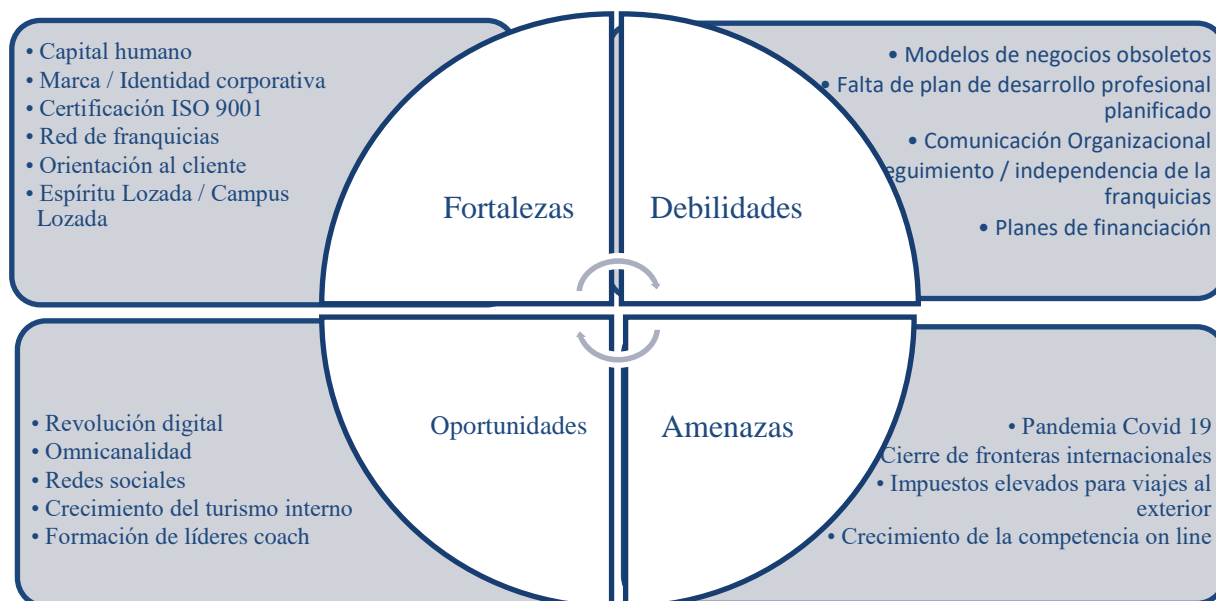 • Capital humano
• Marca / Identidad corporativa
• Certificación ISO 9001
• Red de franquicias
• Orientación al cliente
• Espíritu Lozada / Campus
Lozada
Fortalezas
• Modelos de negocios obsoletos
• Falta de plan de desarrollo profesional
planificado
• Comunicación Organizacional
/ independencia de la
franquicias
• Planes de financiación
Debilidades
• Revolución digital
• Omnicanalidad
• Redes sociales
• Crecimiento del turismo interno
• Formación de líderes coach
Oportunidades
• Pandemia Covid 19
Cierre de fronteras internacionales
• Impuestos elevados para viajes al
exterior
• Crecimiento de la competencia on line
Amenazas